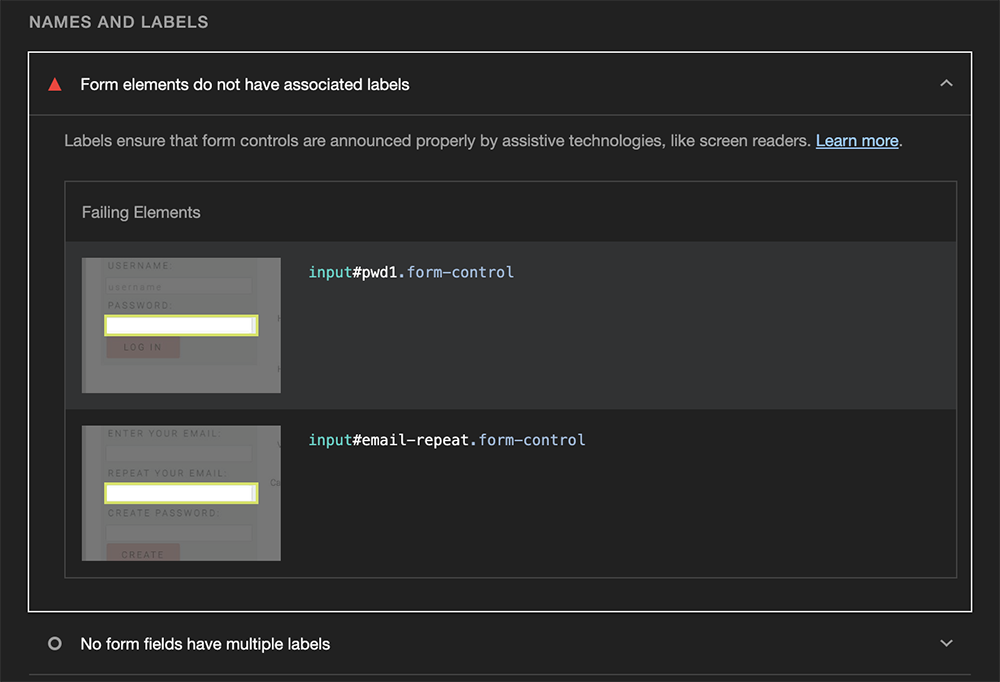 NAMES AND LABELS
Form elements do not have associated labels
Labels ensure that form controls are announced properly by assistive technologies, like screen readers. Learn more.
Failing Elements
USERNAME:
username
PASSWORD:
LOG IN
input#pwd1.form-control
ENTER YOUR EMAIL:
REPEAT YOUR EMAIL:
Ca
CREATE PASSWORD:
CREATE
input#email-repeat.form-control
No form fields have multiple labels